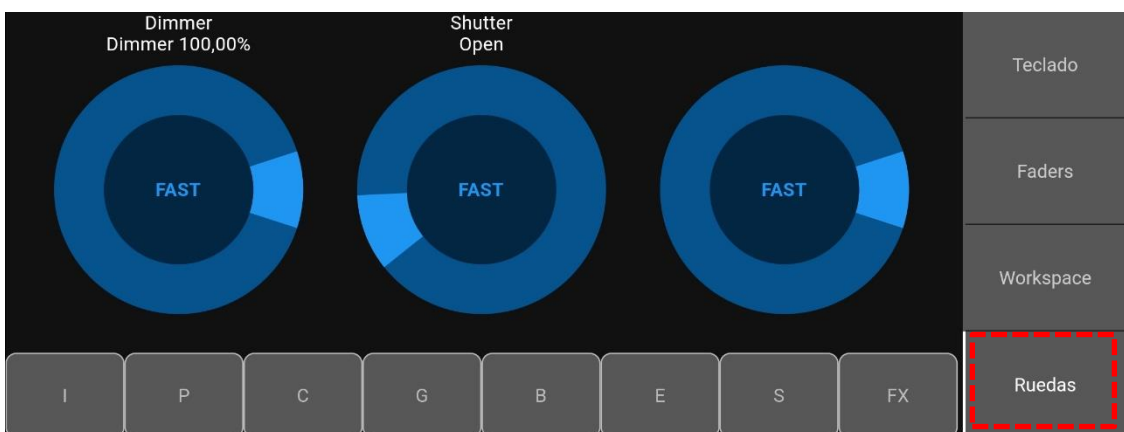 Dimmer
Dimmer 100,00%
Shutter
Open
FAST
FAST
FAST
I
P
C
G
B
E
S
FX
Teclado
Faders
Workspace
Ruedas